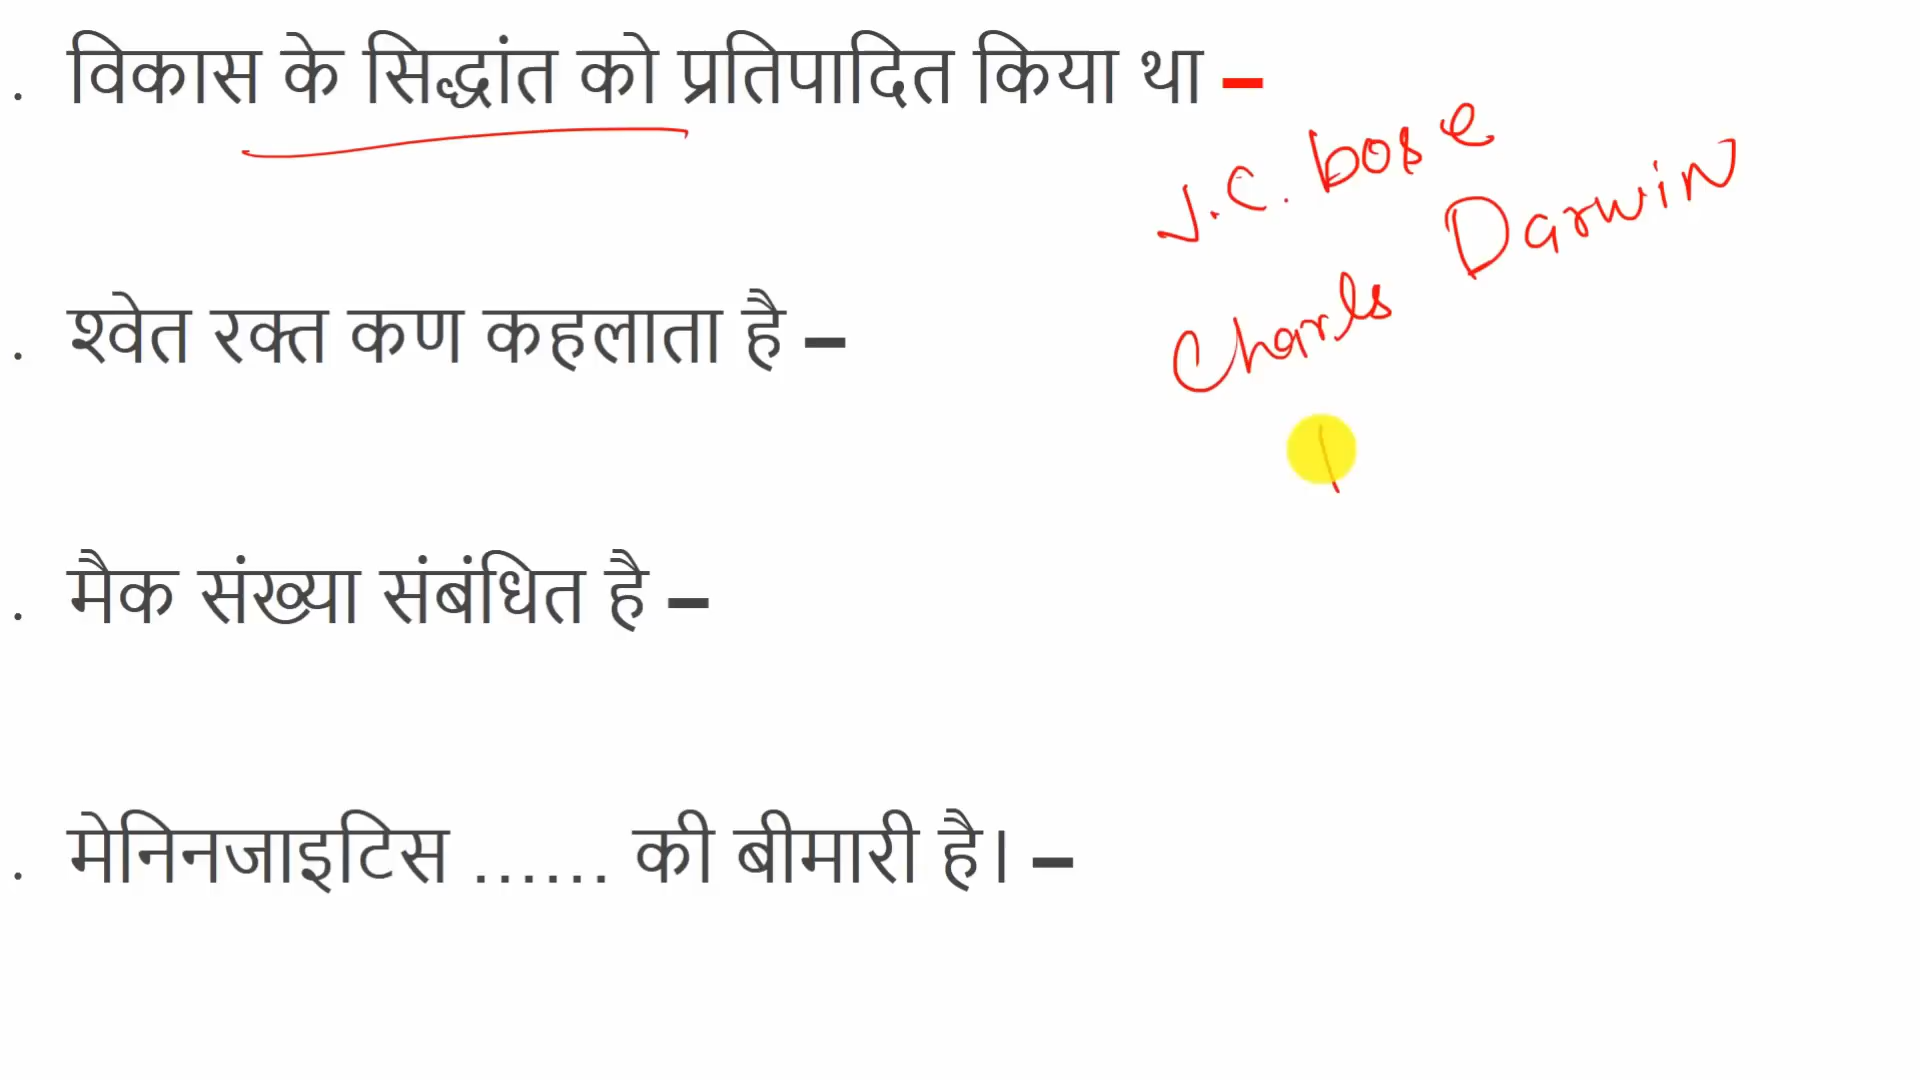 . विकास के सिद्धांत को प्रतिपादित किया था –
J.C. bose
Charls Darwin
. श्वेत रक्त कण कहलाता है –
. मैक संख्या संबंधित है –
. मेनिनजाइटिस ...... की बीमारी है। –